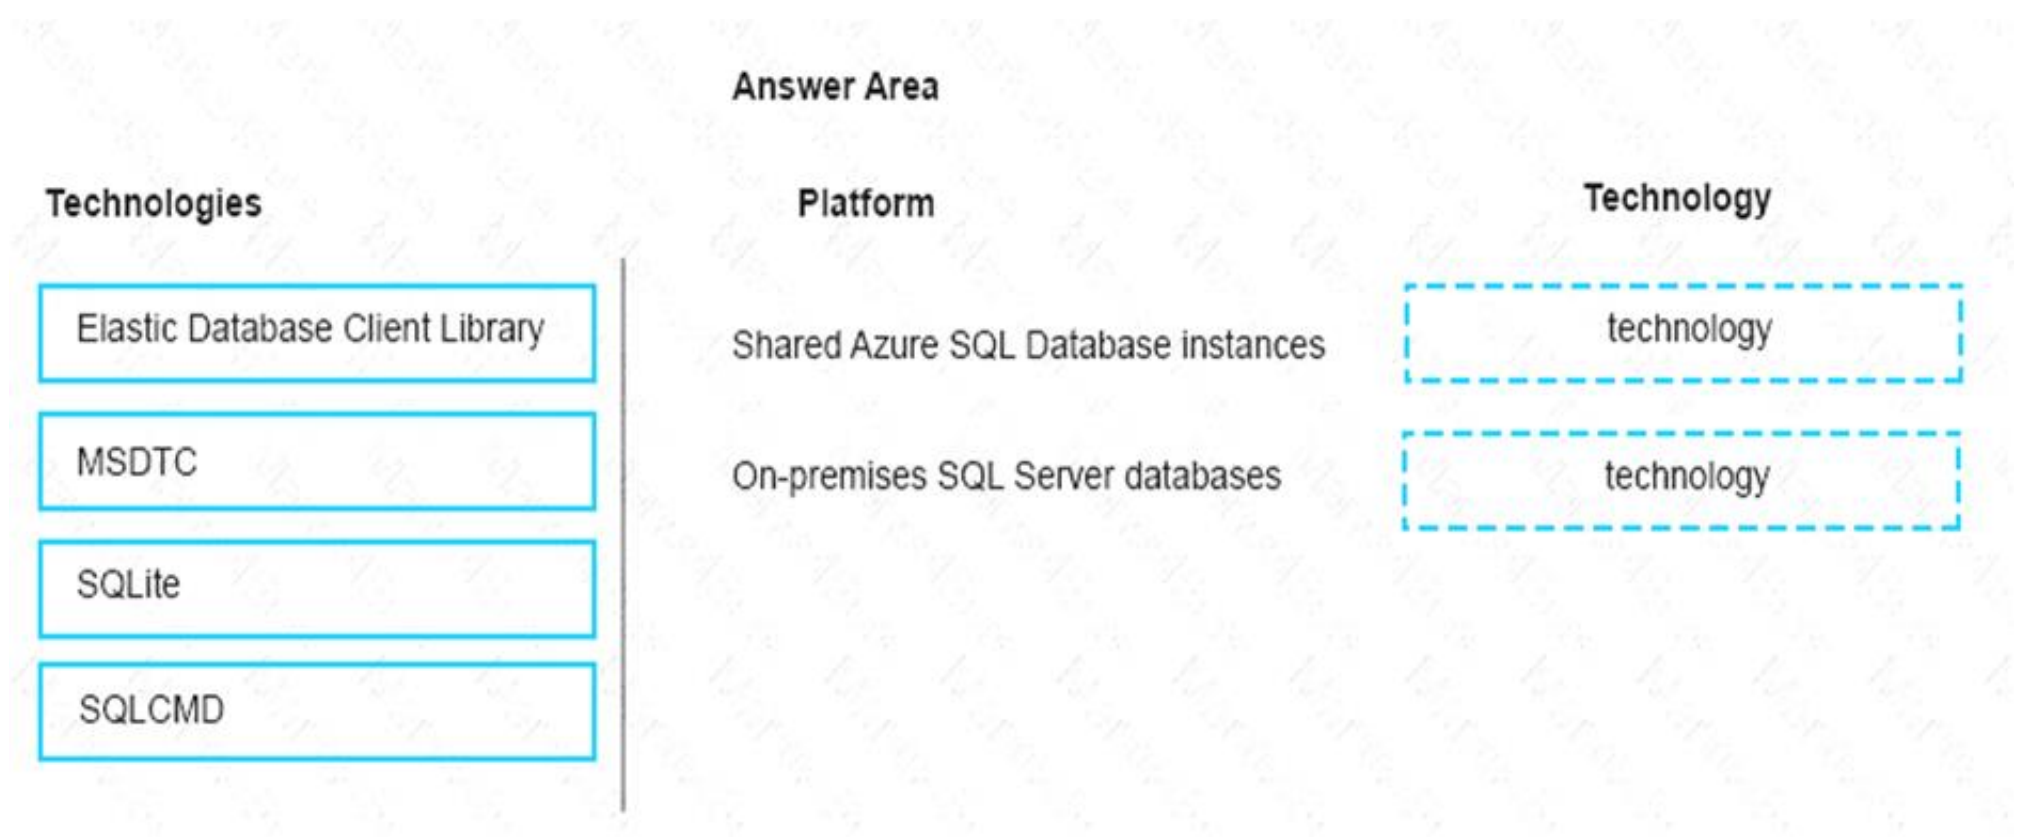 Answer Area
Technologies
Platform
Technology
Elastic Database Client Library
MSDTC
SQLite
SQLCMD
Shared Azure SQL Database instances
technology
On-premises SQL Server databases
technology